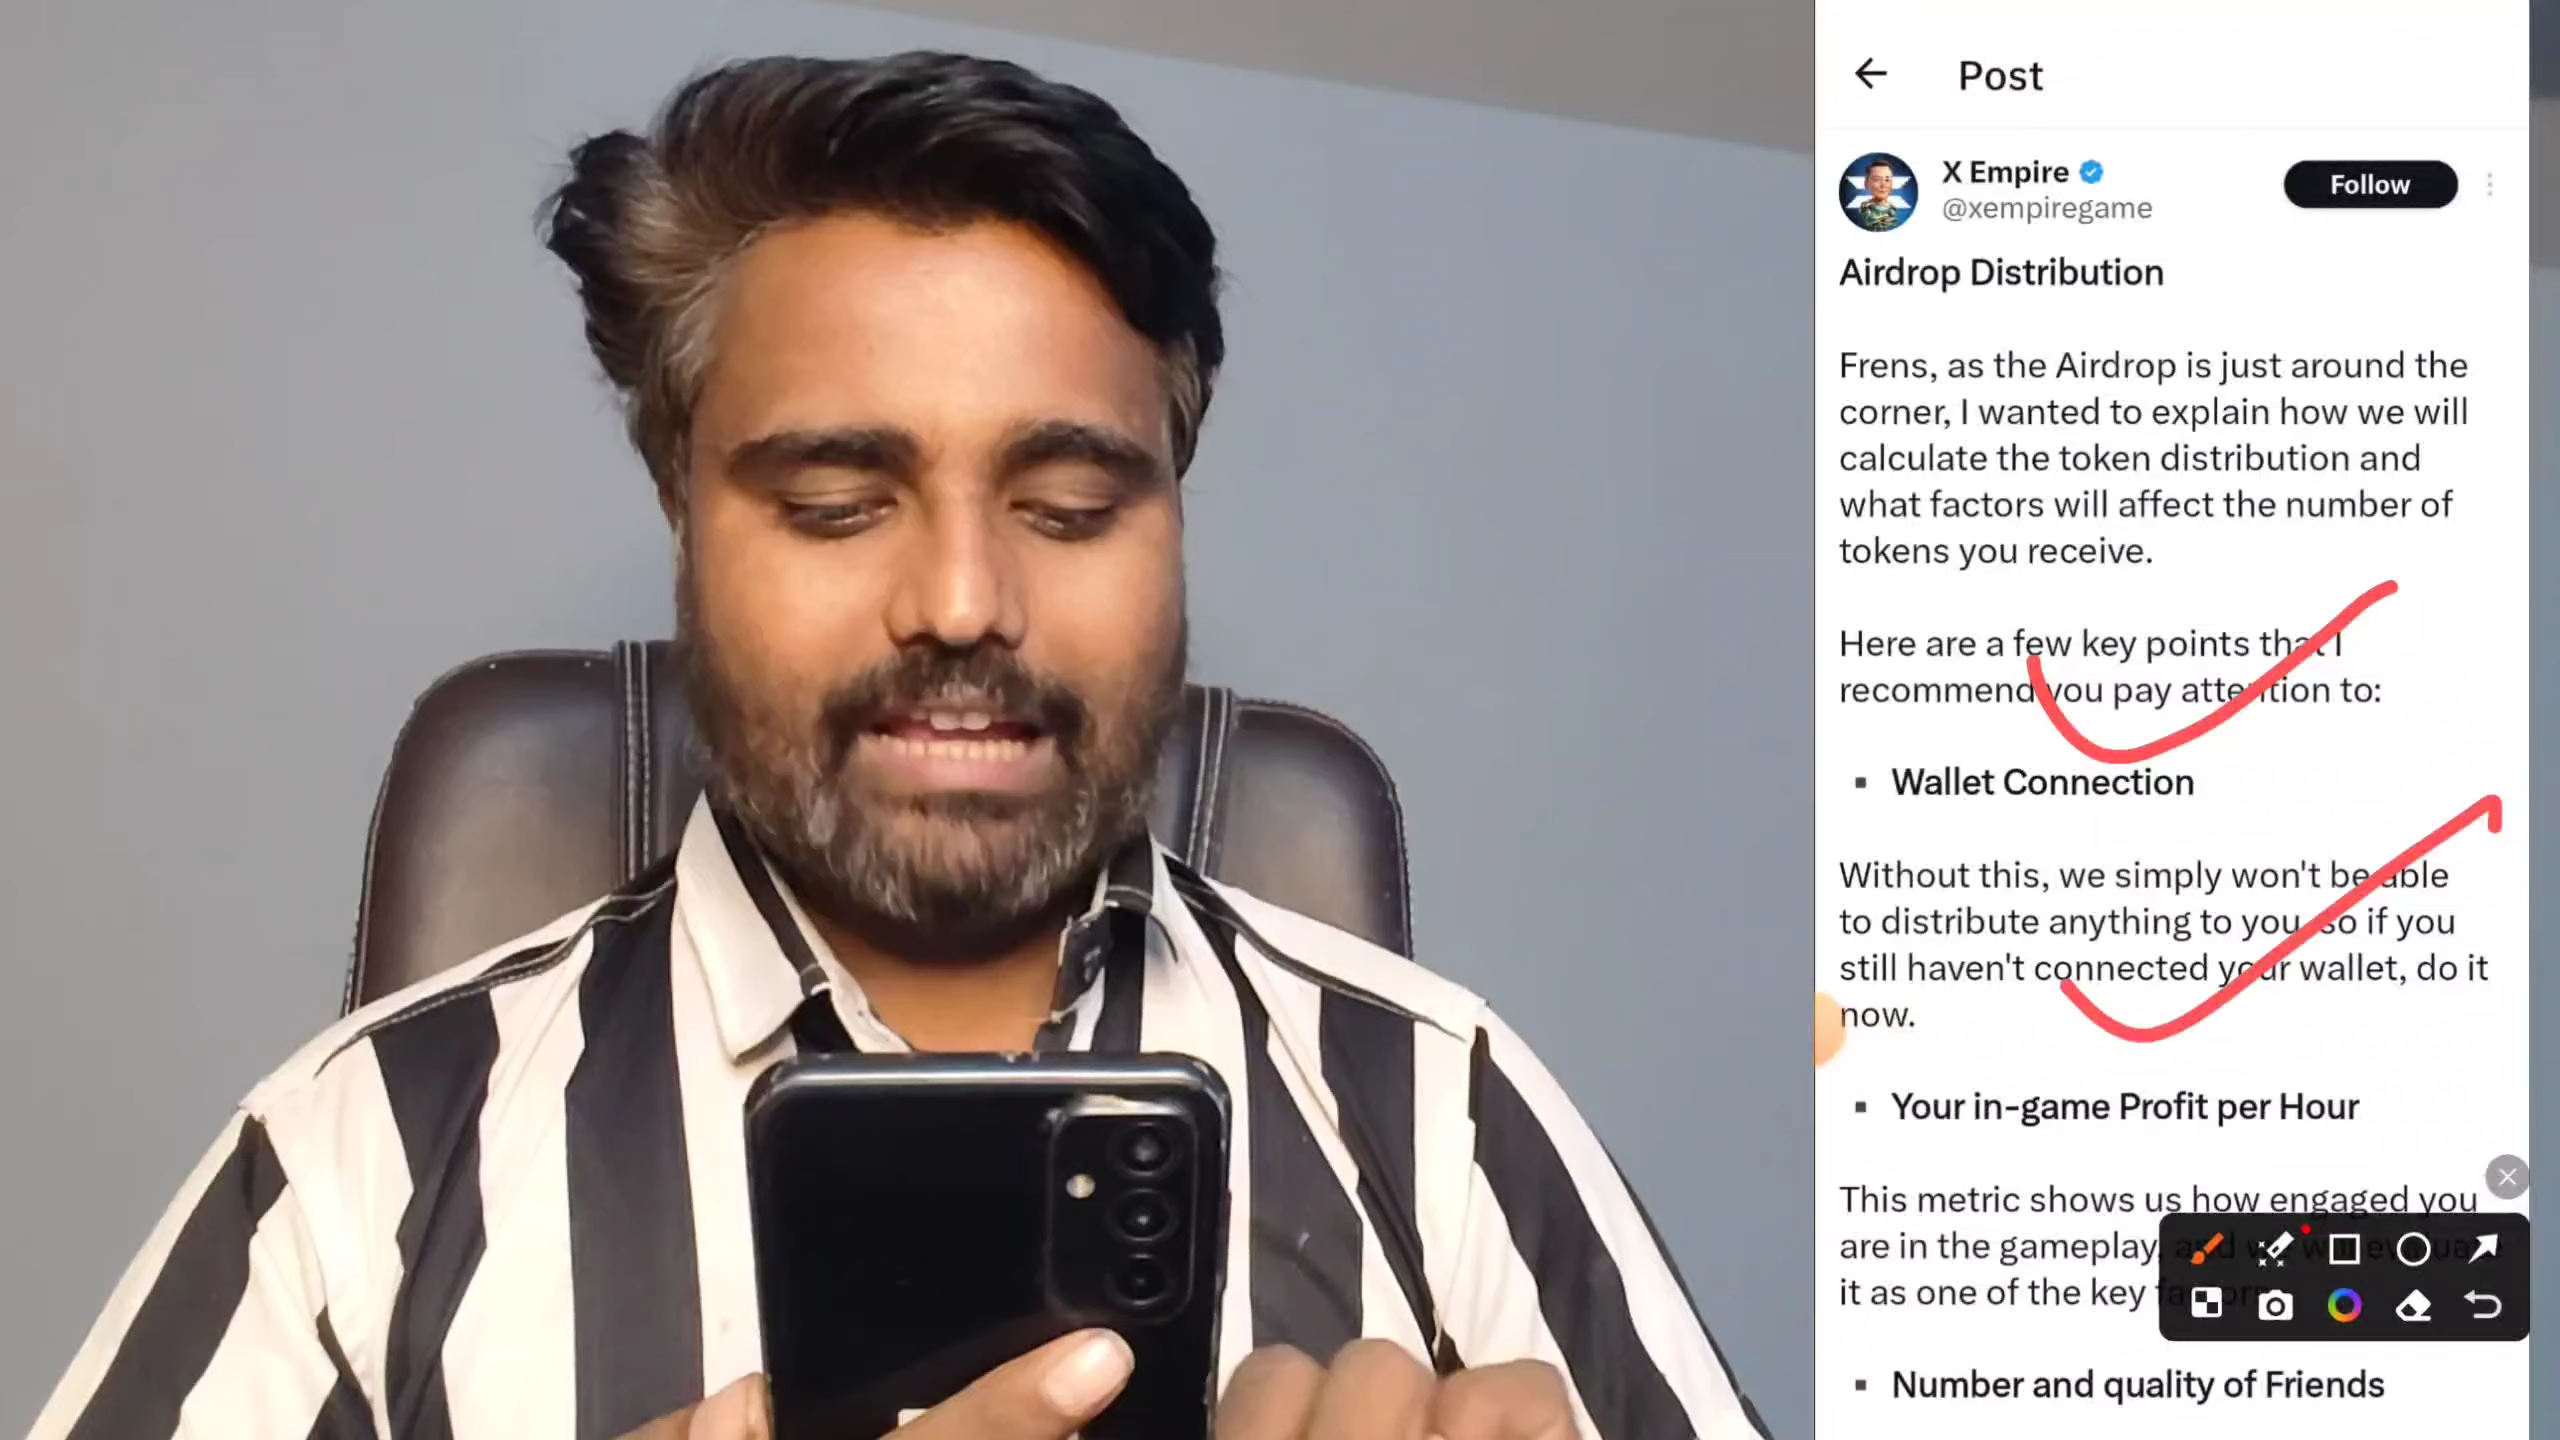 Post
X Empire
@xempiregame
Follow
Airdrop Distribution
Frens, as the Airdrop is just around the
corner, I wanted to explain how we will
calculate the token distribution and
what factors will affect the number of
tokens you receive.
Here are a few key points that I
recommend you pay attention to:
▪ Wallet Connection
Without this, we simply won't be able
to distribute anything to you, so if you
still haven't connected your wallet, do it
now.
▪ Your in-game Profit per Hour
This metric shows us how engaged you
are in the gameplay, and we will evaluate
it as one of the key factors.
▪ Number and quality of Friends